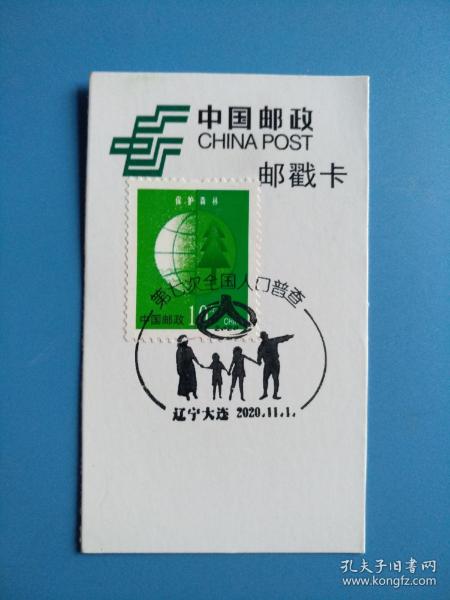 中国邮政
CHINA POST
邮戳卡
保护森林
第七次全国人口普查
中国邮政
CHINA
辽宁大连 2020.11.1.
孔夫子旧书网
www.kongfz.com